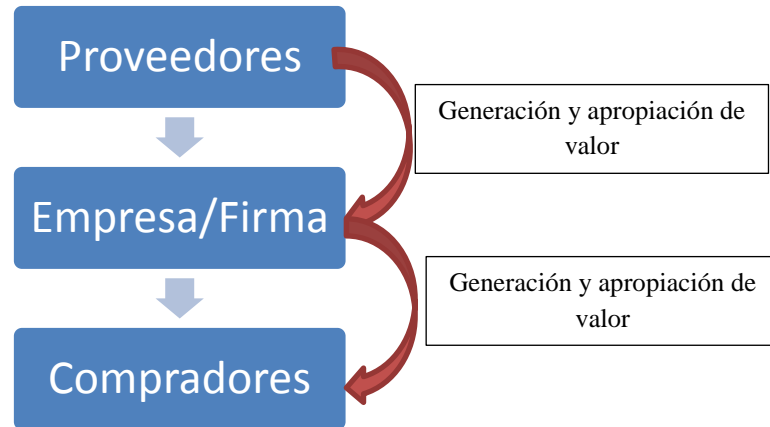 Proveedores
Generación y apropiación de
valor
Empresa/Firma
Generación y apropiación de
valor
Compradores